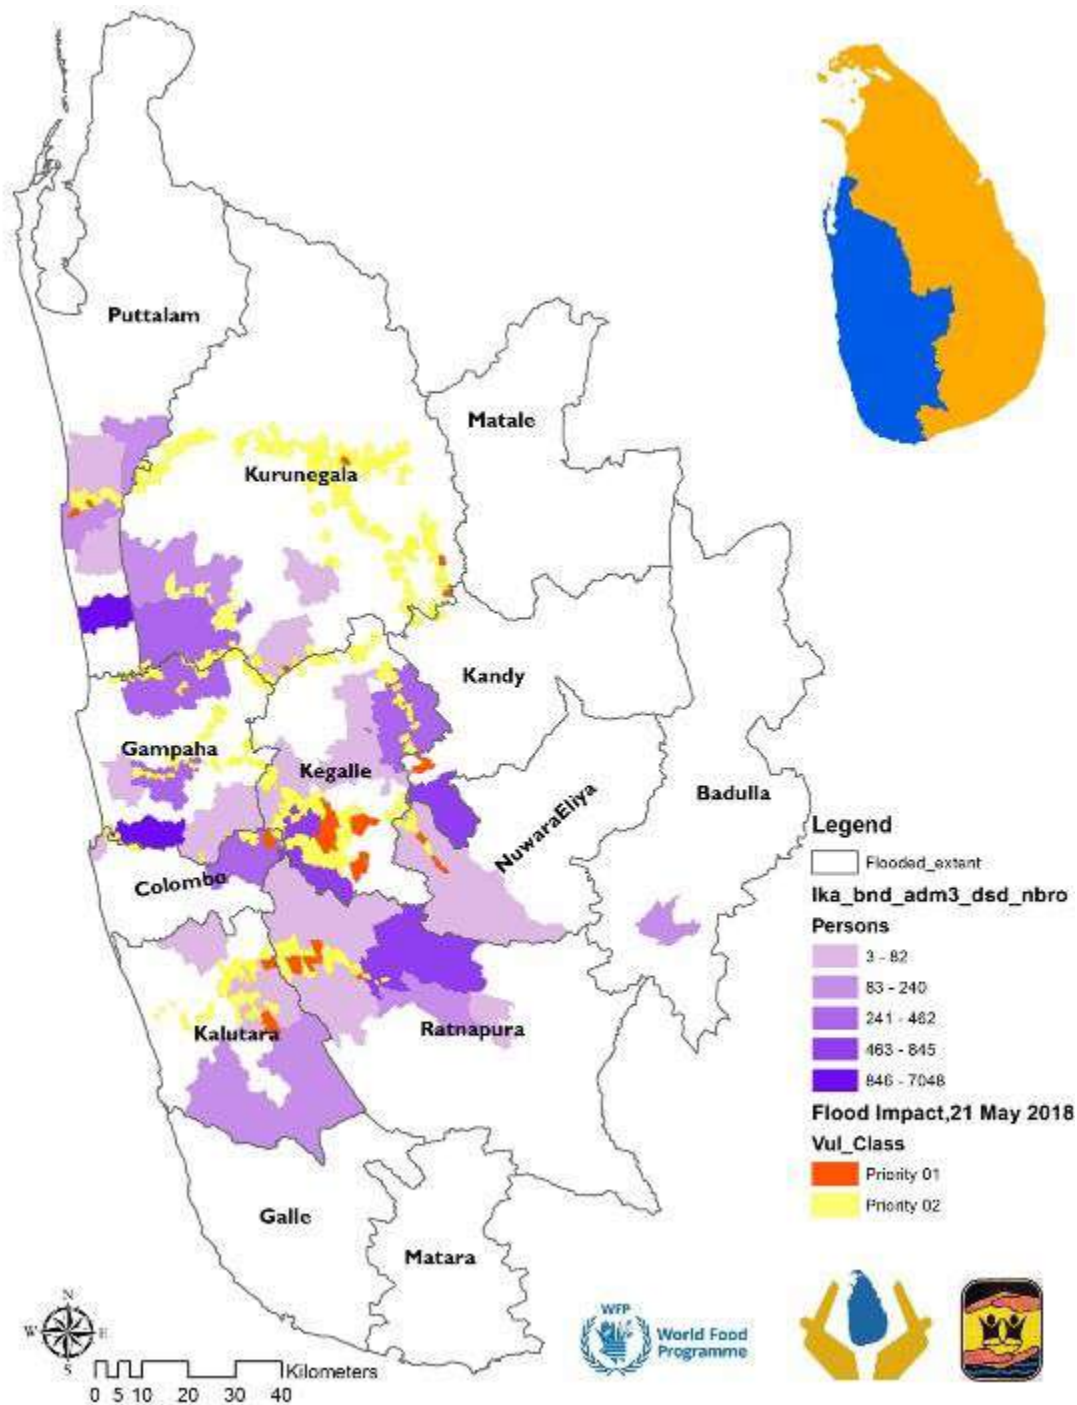 Puttalam
Matale
Kurunegala
Kandy
Gampaha
Kegalle
NuwaraEliya
Badulla
Colombo
Kalutara
Ratnapura
Galle
Matara
Legend
Flooded_extent
lka_bnd_adm3_dsd_nbro
Persons
3 - 82
83 - 240
241 - 462
463 - 845
846 - 7048
Flood Impact,21 May 2018
Vul_Class
Priority 01
Priority 02
N
W E
S
Kilometers
0 5 10 20 30 40
WFP
World Food
Programme